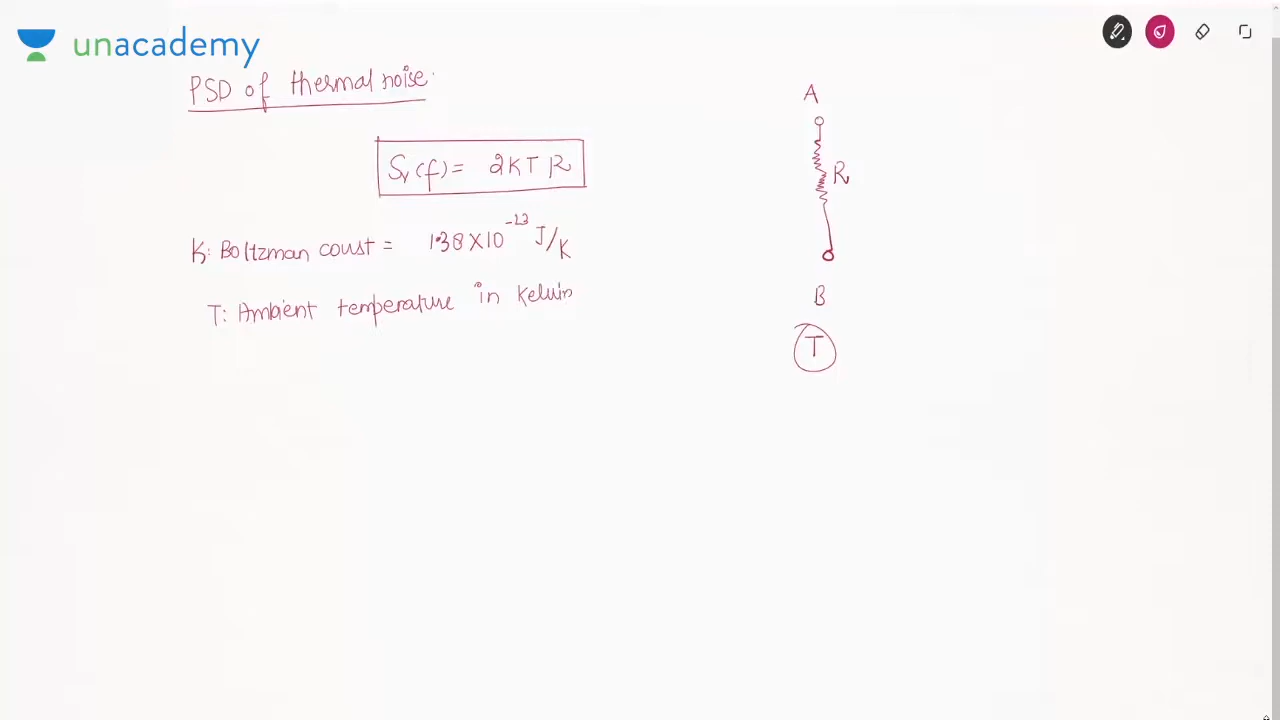 unacademy
PSD of thermal noise
Sv(f) = 2KTR
K: Boltzman const = 1.38 X 10^-23 J/K
T: Ambient temperature in Kelvin
A
R
B
T